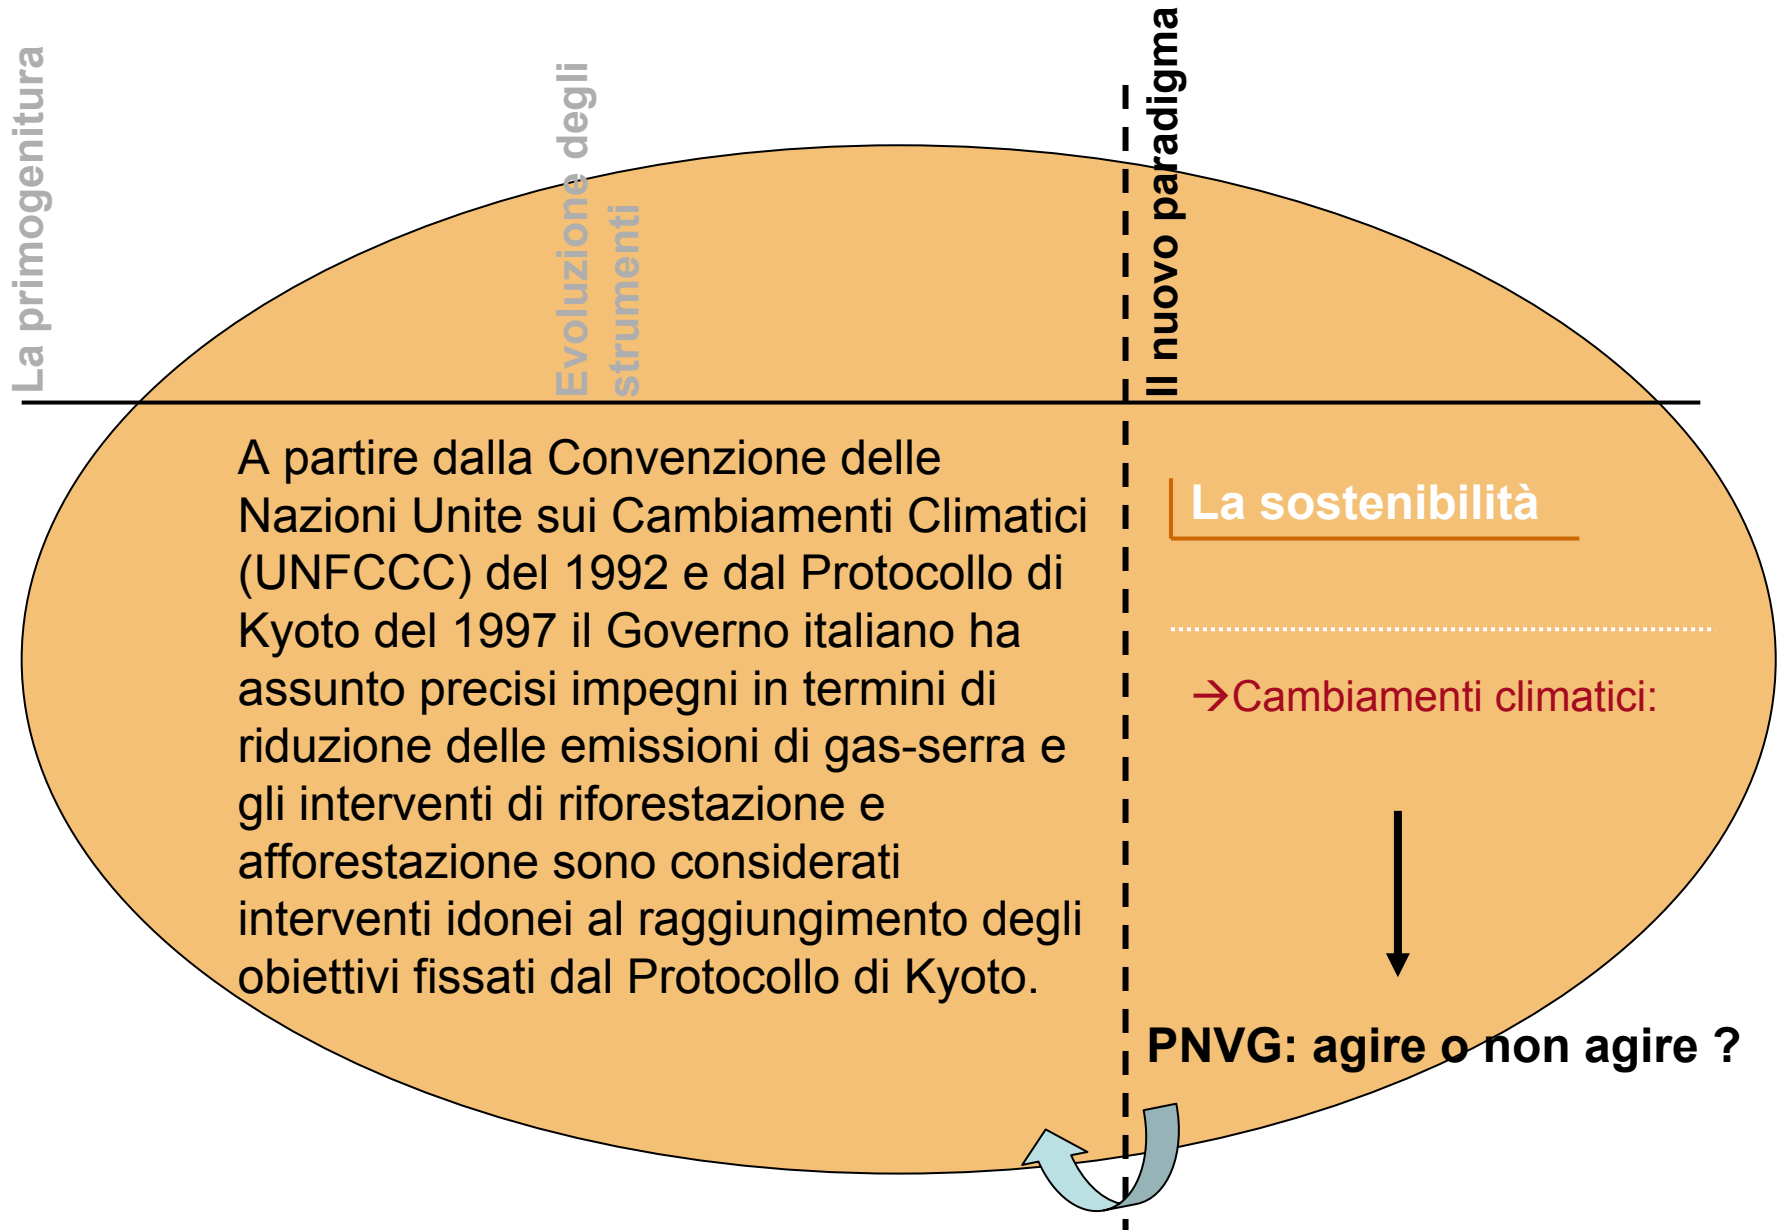 La primogenitura
Evoluzione degli
strumenti
Il nuovo paradigma
A partire dalla Convenzione delle
Nazioni Unite sui Cambiamenti Climatici
(UNFCCC) del 1992 e dal Protocollo di
Kyoto del 1997 il Governo italiano ha
assunto precisi impegni in termini di
riduzione delle emissioni di gas-serra e
gli interventi di riforestazione e
afforestazione sono considerati
interventi idonei al raggiungimento degli
obiettivi fissati dal Protocollo di Kyoto.
La sostenibilità
→Cambiamenti climatici:
PNVG: agire o non agire ?